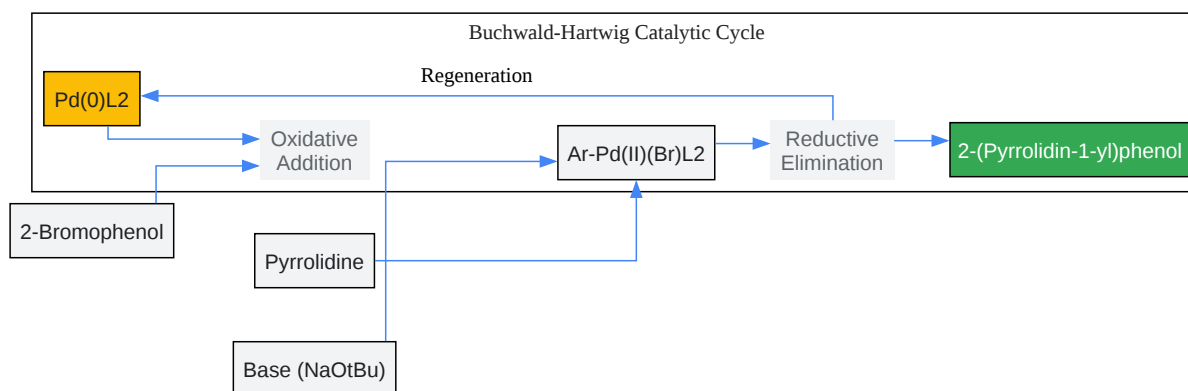 Buchwald-Hartwig Catalytic Cycle
Regeneration
Pd(0)L2
Oxidative
Addition
Ar-Pd(II)(Br)L2
Reductive
Elimination
2-(Pyrrolidin-1-yl)phenol
2-Bromophenol
Pyrrolidine
Base (NaOtBu)